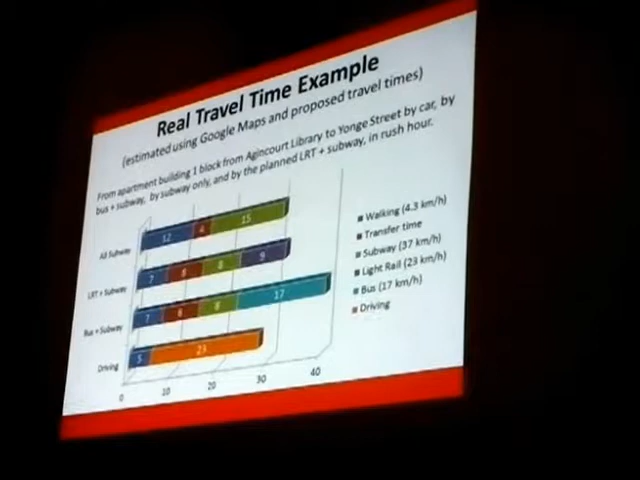 Real Travel Time Example
(estimated using Google Maps and proposed travel times)
From apartment building 1 block from Agincourt Library to Yonge Street by car, by
bus + subway, by subway only, and by the planned LRT + subway, in rush hour.
All Subway 12 4 15
LRT + Subway 7 8 8 9
Bus + Subway 7 8 8 17
Driving 5 23
0 10 20 30 40
Walking (4.3 km/h)
Transfer time
Subway (37 km/h)
Light Rail (23 km/h)
Bus (17 km/h)
Driving